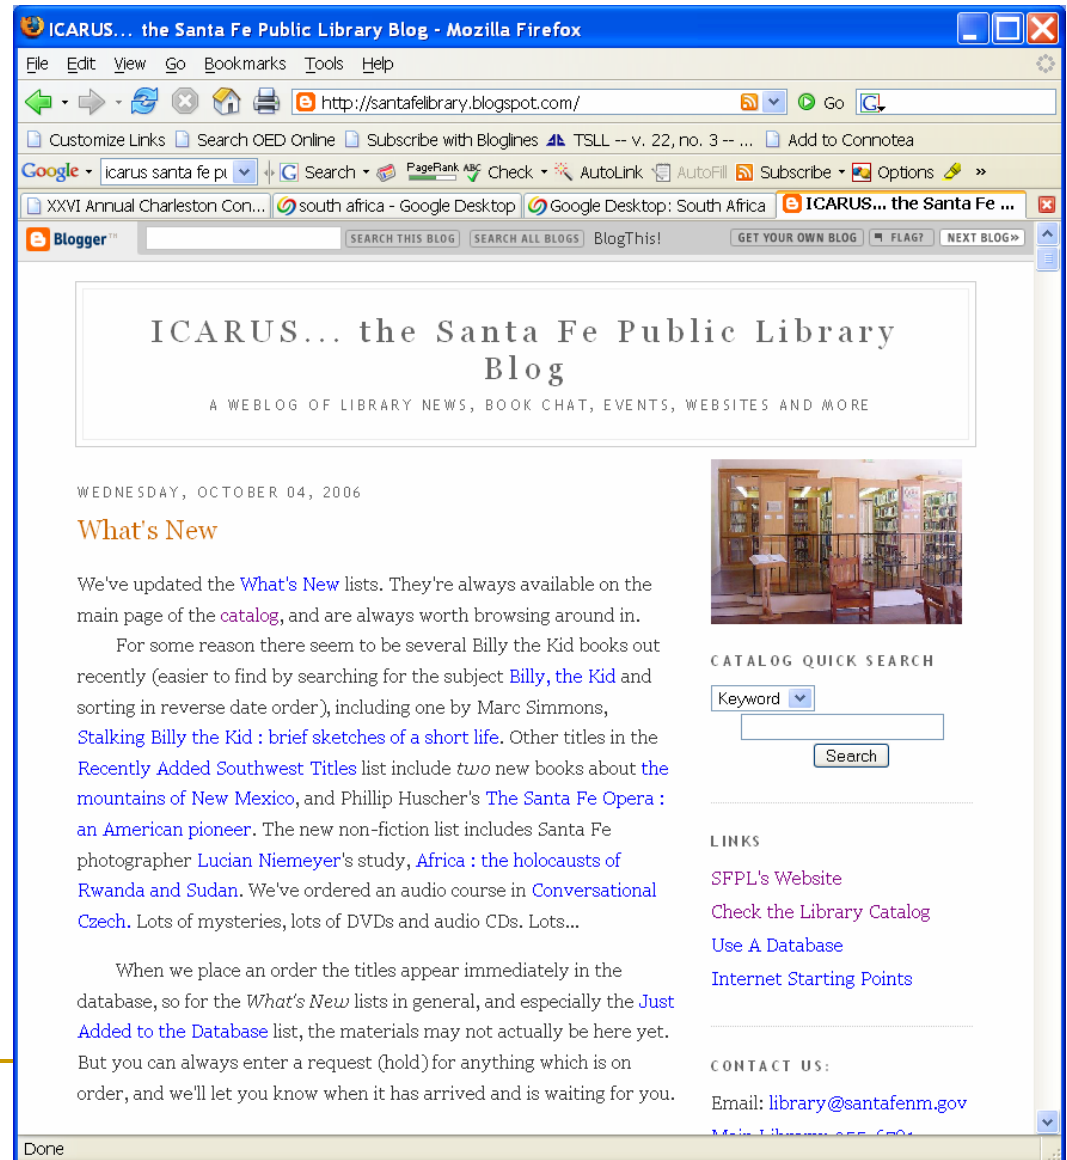 ICARUS... the Santa Fe Public Library Blog - Mozilla Firefox
File Edit View Go Bookmarks Tools Help
http://santafelibrary.blogspot.com/ Go G
Customize Links Search OED Online Subscribe with Bloglines TSLL -- v. 22, no. 3 -- ... Add to Connotea
Google icarus santa fe G Search PageRank ABC Check AutoLink AutoFill Subscribe Options »
XXVI Annual Charleston Con... south africa - Google Desktop Google Desktop: South Africa ICARUS... the Santa Fe ...
Blogger™ SEARCH THIS BLOG SEARCH ALL BLOGS BlogThis! GET YOUR OWN BLOG FLAG? NEXT BLOG»
ICARUS... the Santa Fe Public Library
Blog
A WEBLOG OF LIBRARY NEWS, BOOK CHAT, EVENTS, WEBSITES AND MORE
WEDNESDAY, OCTOBER 04, 2006
What's New
We've updated the What's New lists. They're always available on the
main page of the catalog, and are always worth browsing around in.
For some reason there seem to be several Billy the Kid books out
recently (easier to find by searching for the subject Billy, the Kid and
sorting in reverse date order), including one by Marc Simmons,
Stalking Billy the Kid : brief sketches of a short life. Other titles in the
Recently Added Southwest Titles list include two new books about the
mountains of New Mexico, and Phillip Huscher's The Santa Fe Opera :
an American pioneer. The new non-fiction list includes Santa Fe
photographer Lucian Niemeyer's study, Africa : the holocausts of
Rwanda and Sudan. We've ordered an audio course in Conversational
Czech. Lots of mysteries, lots of DVDs and audio CDs. Lots...
When we place an order the titles appear immediately in the
database, so for the What's New lists in general, and especially the Just
Added to the Database list, the materials may not actually be here yet.
But you can always enter a request (hold) for anything which is on
order, and we'll let you know when it has arrived and is waiting for you.
CATALOG QUICK SEARCH
Keyword
Search
LINKS
SFPL's Website
Check the Library Catalog
Use A Database
Internet Starting Points
CONTACT US:
Email: library@santafenm.gov
Main Library: 955-6781
Done